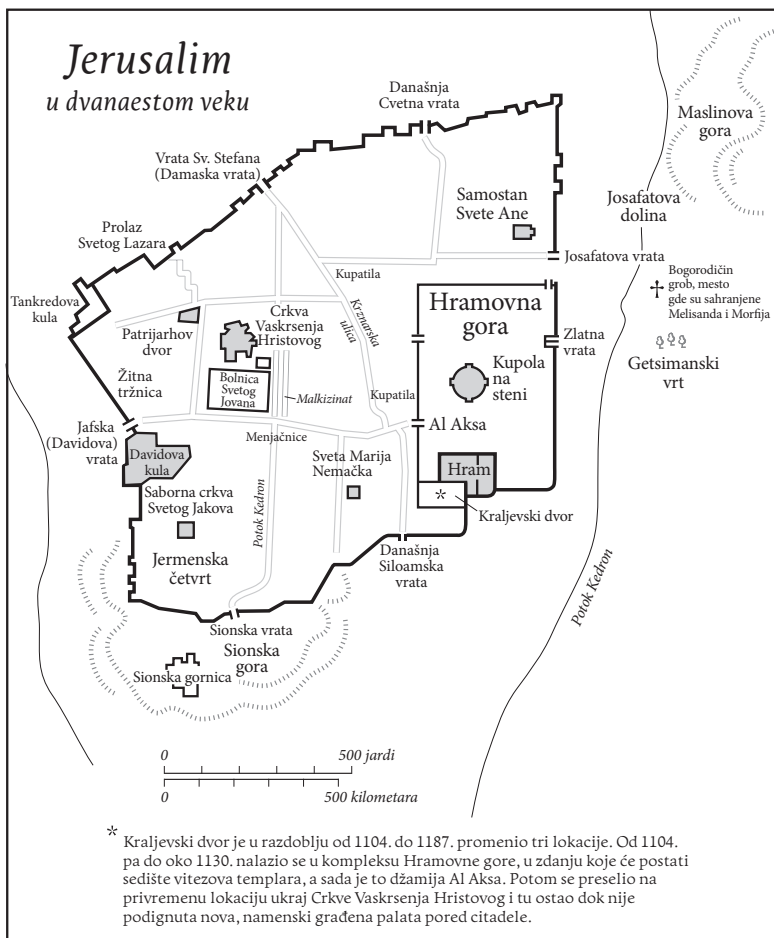 Jerusalim
u dvanaestom veku
Današnja
Cvetna vrata
Maslinova
gora
Vrata Sv. Stefana
(Damaska vrata)
Samostan
Svete Ane
Josafatova
dolina
Prolaz
Svetog Lazara
Josafatova vrata
Kupatila
Bogorodičin
grob, mesto
gde su sahranjene
Melisanda i Morfija
Tankredova
kula
Crkva
Vaskrsenja
Hristovog
Krznarska
ulica
Hramovna
gora
Patrijarhov
dvor
Zlatna
vrata
Getsimanski
vrt
Kupola
na
steni
Žitna
tržnica
Bolnica
Svetog
Jovana
Malkizinat
Kupatila
Jafska
(Davidova)
vrata
Al Aksa
Menjačnice
Davidova
kula
Sveta Marija
Nemačka
Hram
Saborna crkva
Svetog Jakova
*
Kraljevski dvor
Potok Kedron
Jermenska
četvrt
Današnja
Siloamska
vrata
Potok Kedron
Sionska vrata
Sionska
gora
Sionska gornica
0 500 jardi
0 500 kilometara
* Kraljevski dvor je u razdoblju od 1104. do 1187. promenio tri lokacije. Od 1104.
pa do oko 1130. nalazio se u kompleksu Hramovne gore, u zdanju koje će postati
sedište vitezova templara, a sada je to džamija Al Aksa. Potom se preselio na
privremenu lokaciju ukraj Crkve Vaskrsenja Hristovog i tu ostao dok nije
podignuta nova, namenski građena palata pored citadele.